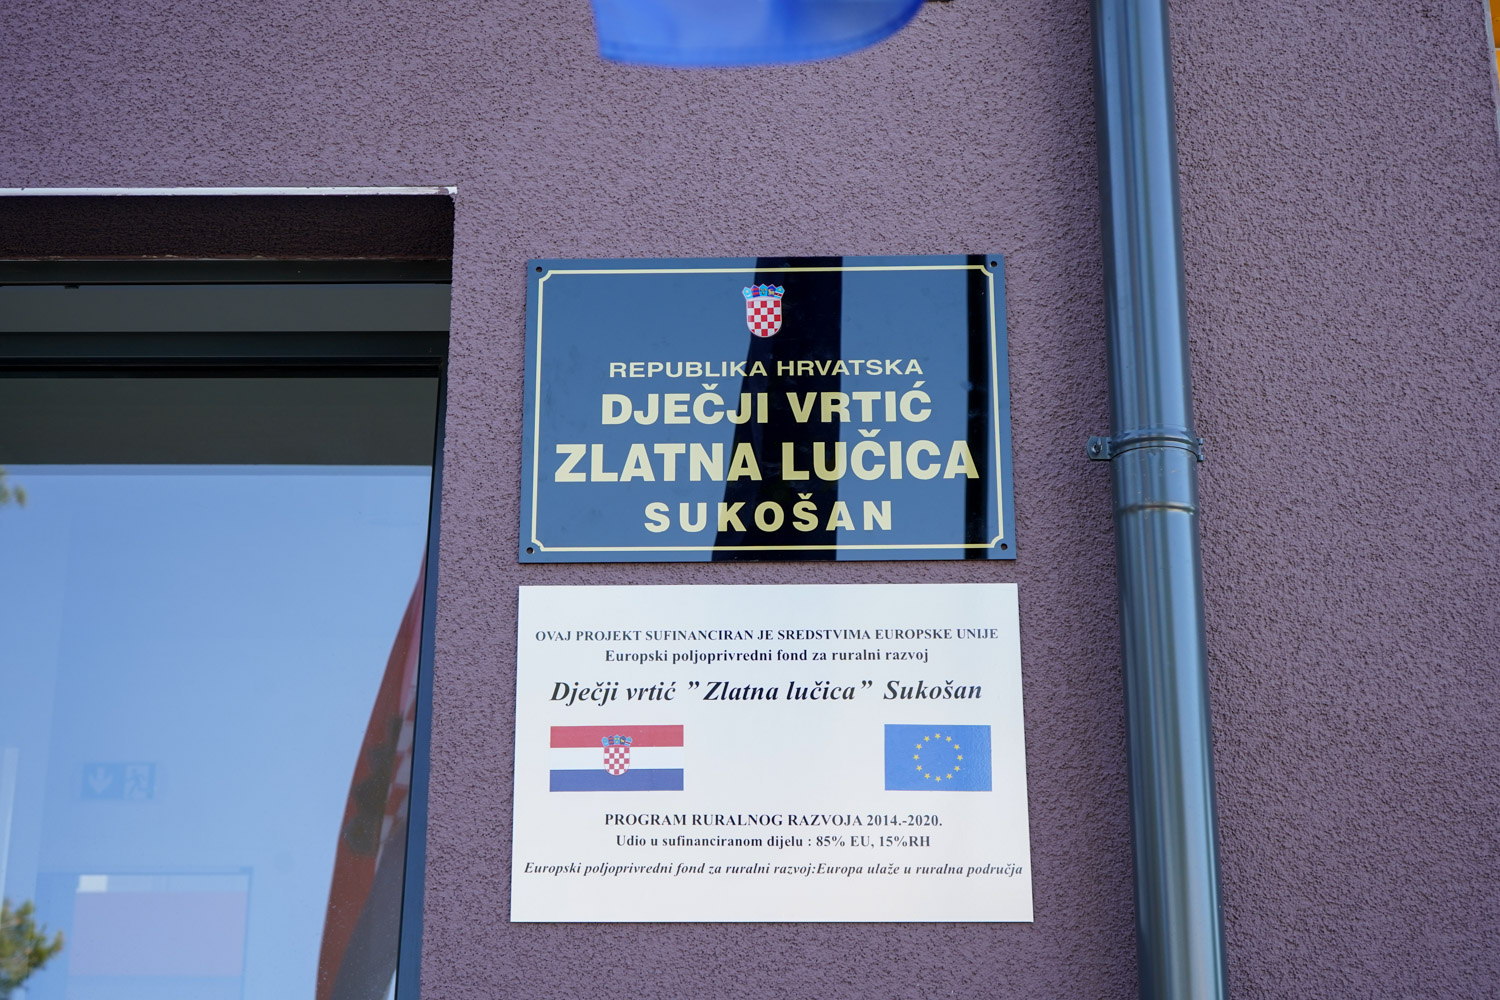 REPUBLIKA HRVATSKA
DJEČJI VRTIĆ
ZLATNA LUČICA
SUKOŠAN
OVAJ PROJEKT SUFINANCIRAN JE SREDSTVIMA EUROPSKE UNIJE
Europski poljoprivredni fond za ruralni razvoj
Dječji vrtić ”Zlatna lučica” Sukošan
PROGRAM RURALNOG RAZVOJA 2014.-2020.
Udio u sufinanciranom dijelu : 85% EU, 15%RH
Europski poljoprivredni fond za ruralni razvoj:Europa ulaže u ruralna područja